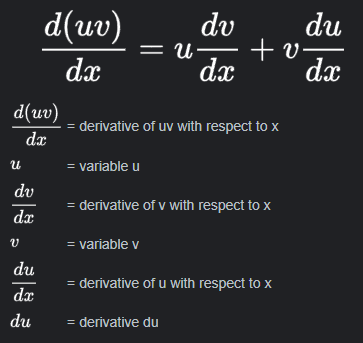 d(uv)/dx = u dv/dx + v du/dx
d(uv)/dx = derivative of uv with respect to x
u = variable u
dv/dx = derivative of v with respect to x
v = variable v
du/dx = derivative of u with respect to x
du = derivative du